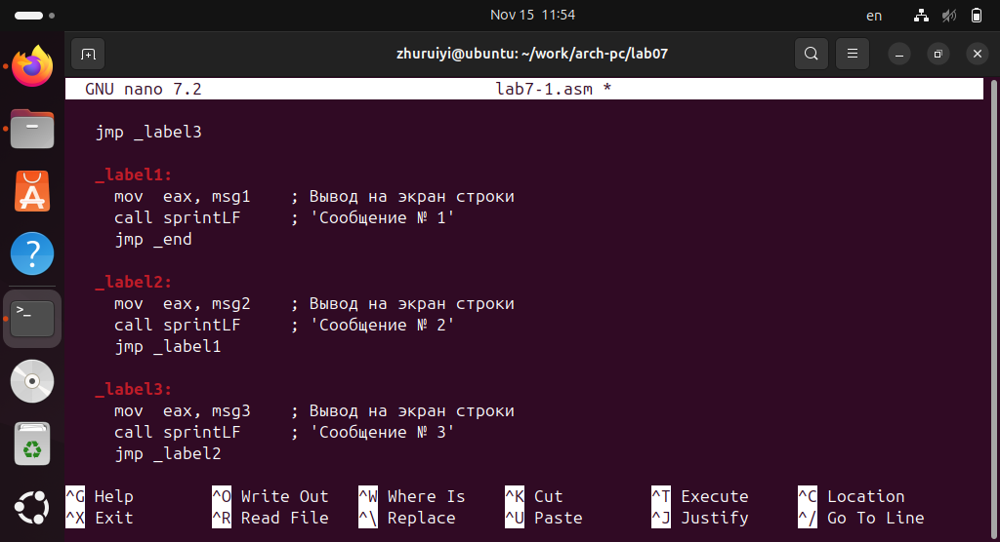 Nov 15 11:54
en
zhuruiyi@ubuntu: ~/work/arch-pc/lab07
GNU nano 7.2 lab7-1.asm *
jmp _label3
_label1:
mov eax, msg1 ; Вывод на экран строки
call sprintLF ; 'Сообщение № 1'
jmp _end
_label2:
mov eax, msg2 ; Вывод на экран строки
call sprintLF ; 'Сообщение № 2'
jmp _label1
_label3:
mov eax, msg3 ; Вывод на экран строки
call sprintLF ; 'Сообщение № 3'
jmp _label2
^G Help ^O Write Out ^W Where Is ^K Cut ^T Execute ^C Location
^X Exit ^R Read File ^\ Replace ^U Paste ^J Justify ^/ Go To Line